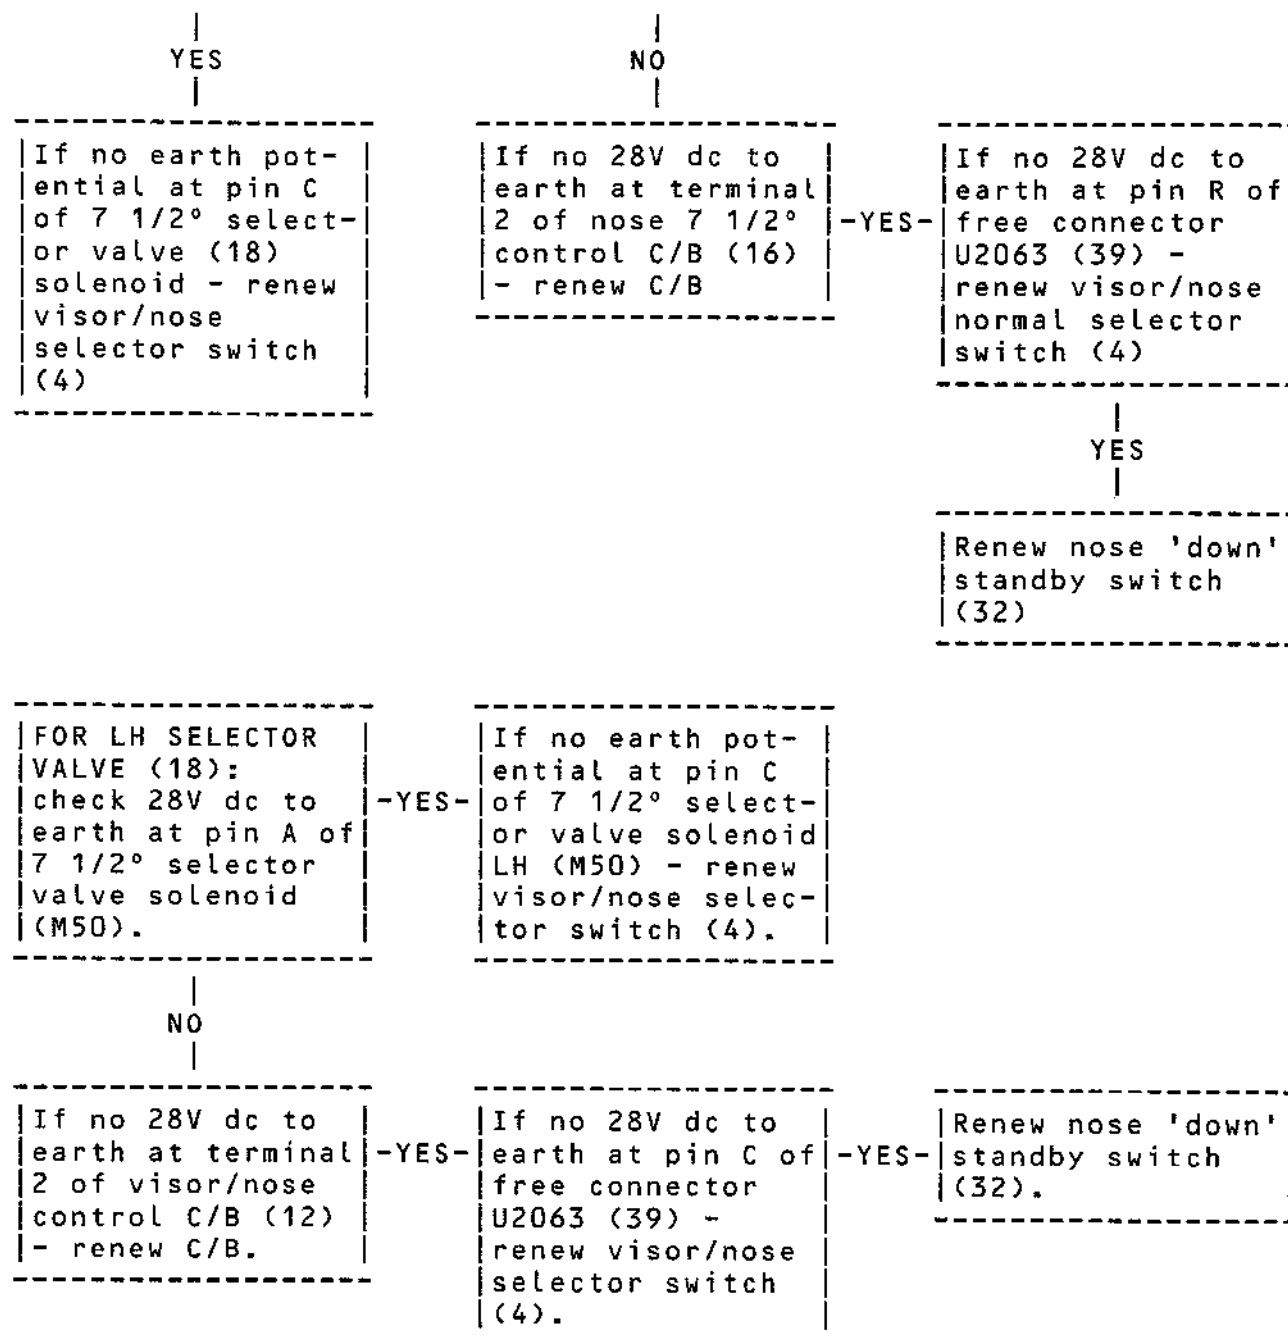 YES
NO
If no earth pot-
ential at pin C
of 7 1/2° select-
or valve (18)
solenoid - renew
visor/nose
selector switch
(4)
If no 28V dc to
earth at terminal
2 of nose 7 1/2°
control C/B (16)
- renew C/B
-YES-
If no 28V dc to
earth at pin R of
free connector
U2063 (39) -
renew visor/nose
normal selector
switch (4)
YES
Renew nose 'down'
standby switch
(32)
FOR LH SELECTOR
VALVE (18):
check 28V dc to
earth at pin A of
7 1/2° selector
valve solenoid
(M50).
-YES-
If no earth pot-
ential at pin C
of 7 1/2° select-
or valve solenoid
LH (M50) - renew
visor/nose selec-
tor switch (4).
NO
If no 28V dc to
earth at terminal
2 of visor/nose
control C/B (12)
- renew C/B.
-YES-
If no 28V dc to
earth at pin C of
free connector
U2063 (39) -
renew visor/nose
selector switch
(4).
-YES-
Renew nose 'down'
standby switch
(32).